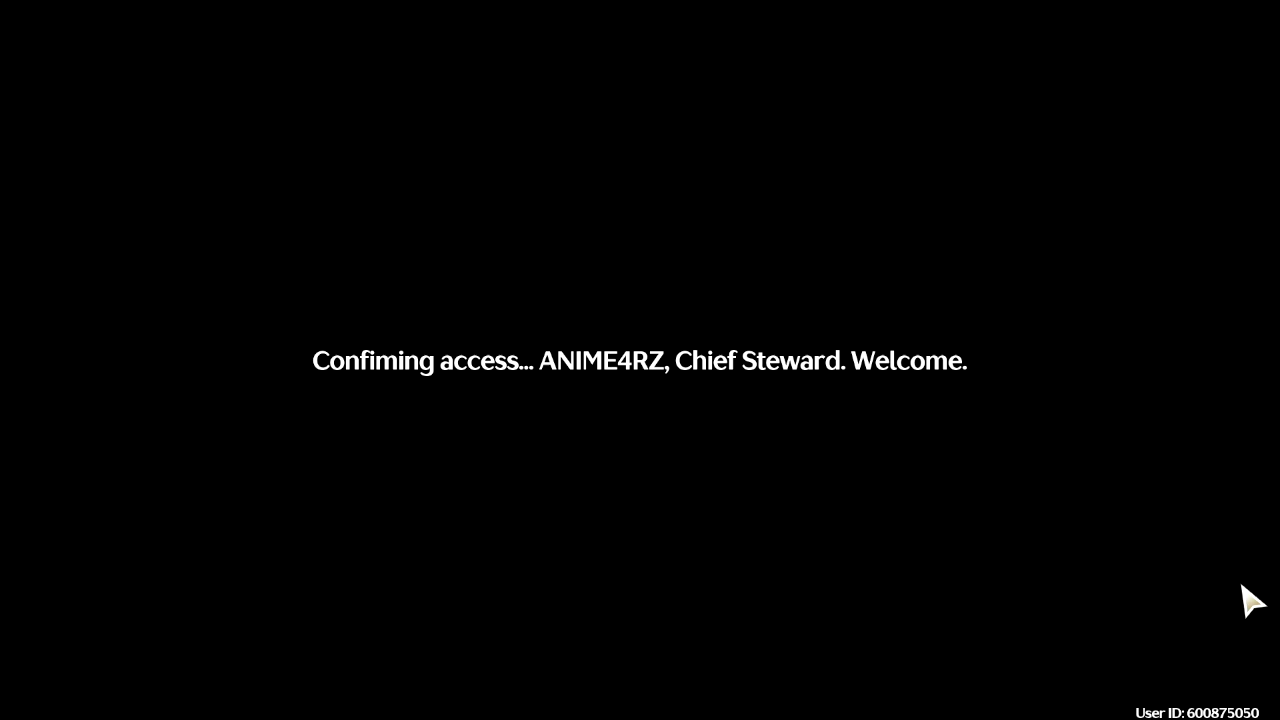 Confiming access... ANIME4RZ, Chief Steward. Welcome.
User ID: 600875050